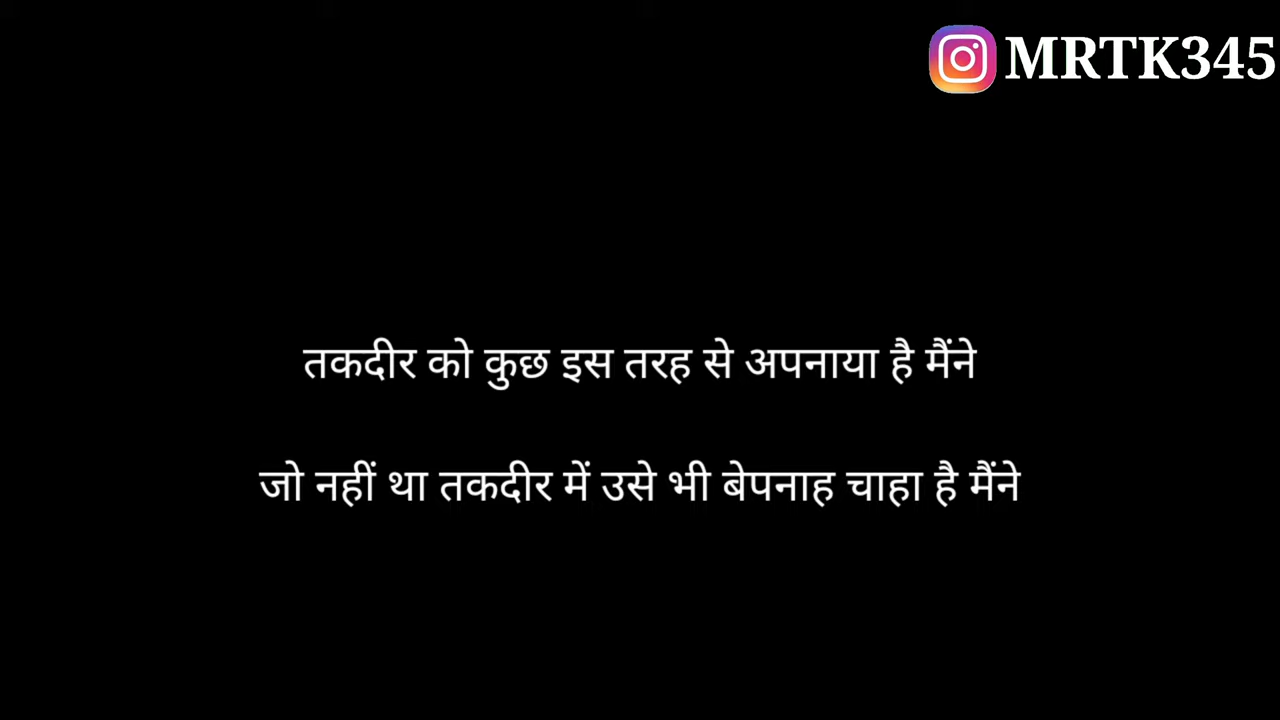 MRTK345
तकदीर को कुछ इस तरह से अपनाया है मैंने
जो नहीं था तकदीर में उसे भी बेपनाह चाहा है मैंने